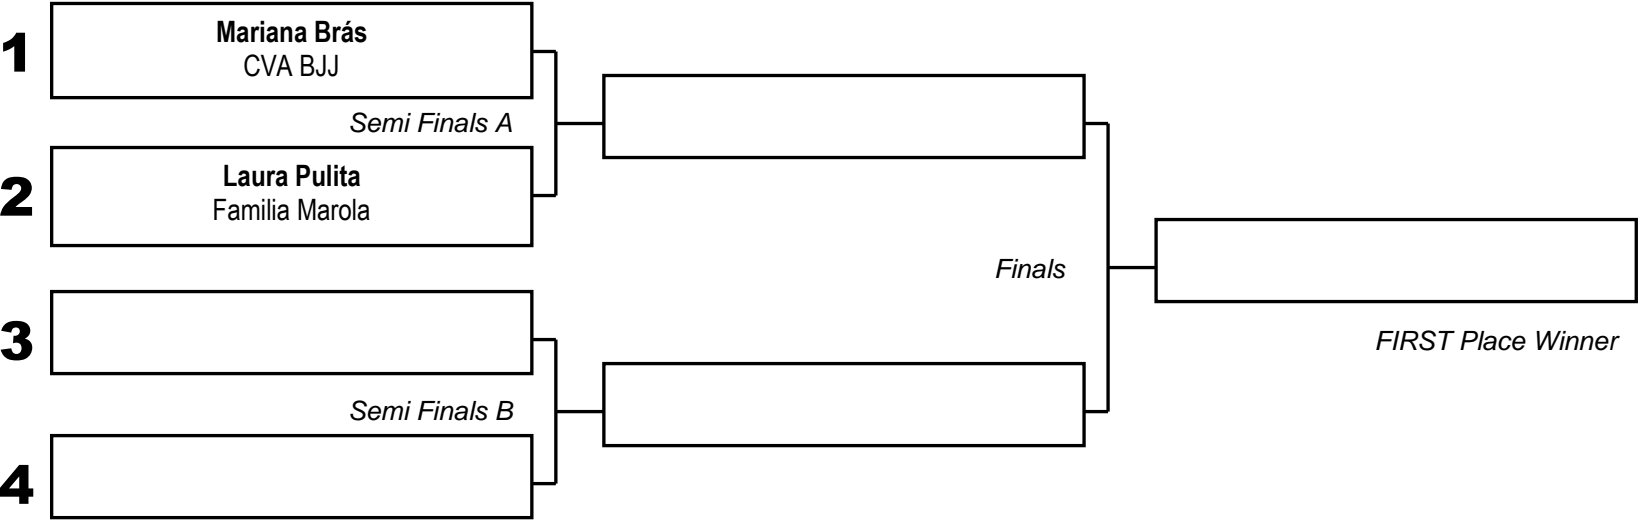 1
Mariana Brás
CVA BJJ
Semi Finals A
2
Laura Pulita
Familia Marola
Finals
3
FIRST Place Winner
Semi Finals B
4